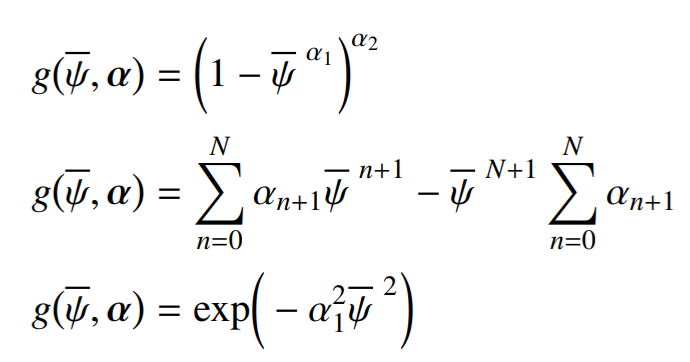 g(ψ̅, α) = (1 − ψ̅ ^{α₁})^{α₂}
g(ψ̅, α) = ∑_{n=0}^{N} α_{n+1} ψ̅ ^{n+1} − ψ̅ ^{N+1} ∑_{n=0}^{N} α_{n+1}
g(ψ̅, α) = exp(− α₁² ψ̅ ²)